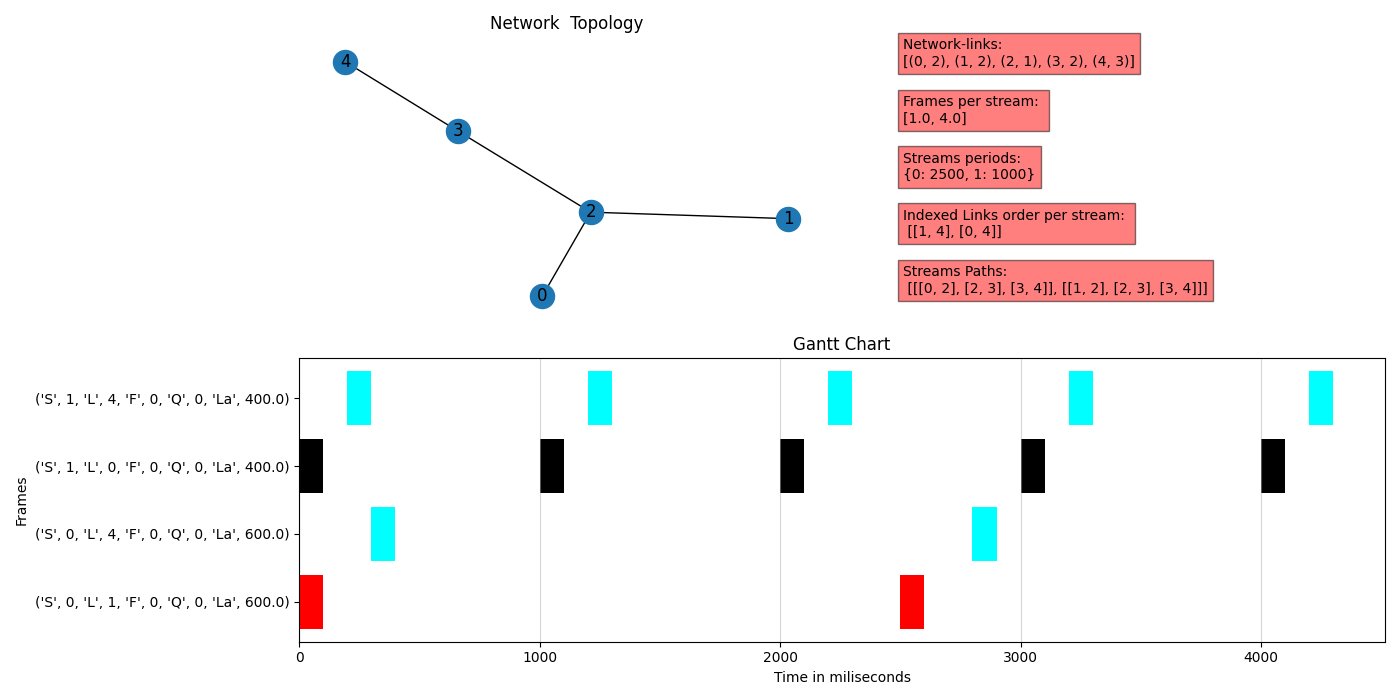 Network  Topology
4
3
2
1
0
Network-links:
[(0, 2), (1, 2), (2, 1), (3, 2), (4, 3)]
Frames per stream:
[1.0, 4.0]
Streams periods:
{0: 2500, 1: 1000}
Indexed Links order per stream:
[[1, 4], [0, 4]]
Streams Paths:
[[[0, 2], [2, 3], [3, 4]], [[1, 2], [2, 3], [3, 4]]]
Gantt Chart
Frames
('S', 1, 'L', 4, 'F', 0, 'Q', 0, 'La', 400.0)
('S', 1, 'L', 0, 'F', 0, 'Q', 0, 'La', 400.0)
('S', 0, 'L', 4, 'F', 0, 'Q', 0, 'La', 600.0)
('S', 0, 'L', 1, 'F', 0, 'Q', 0, 'La', 600.0)
0 1000 2000 3000 4000
Time in miliseconds